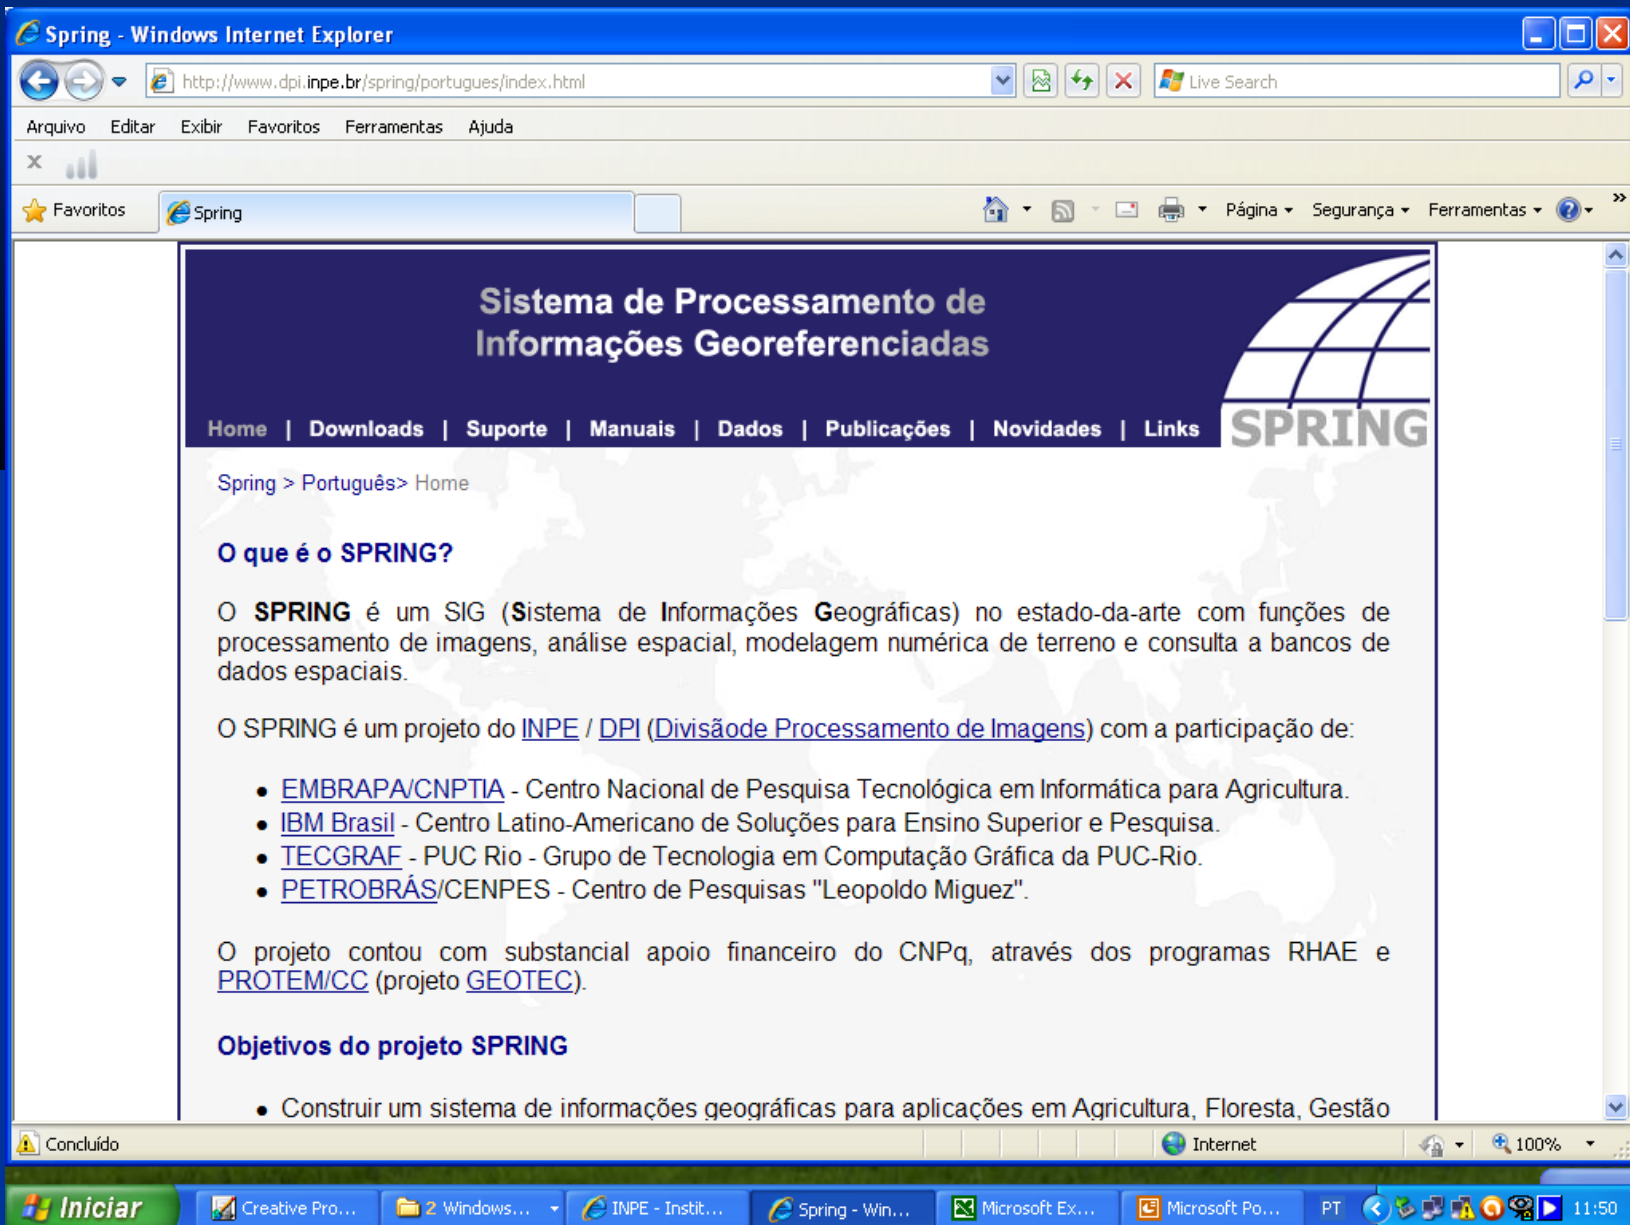 Spring - Windows Internet Explorer
http://www.dpi.inpe.br/spring/portugues/index.html
Live Search
Arquivo Editar Exibir Favoritos Ferramentas Ajuda
x
Favoritos Spring Página Segurança Ferramentas
Sistema de Processamento de
Informações Georeferenciadas
Home | Downloads | Suporte | Manuais | Dados | Publicações | Novidades | Links
SPRING
Spring > Português> Home
O que é o SPRING?
O SPRING é um SIG (Sistema de Informações Geográficas) no estado-da-arte com funções de
processamento de imagens, análise espacial, modelagem numérica de terreno e consulta a bancos de
dados espaciais.
O SPRING é um projeto do INPE / DPI (Divisãode Processamento de Imagens) com a participação de:
• EMBRAPA/CNPTIA - Centro Nacional de Pesquisa Tecnológica em Informática para Agricultura.
• IBM Brasil - Centro Latino-Americano de Soluções para Ensino Superior e Pesquisa.
• TECGRAF - PUC Rio - Grupo de Tecnologia em Computação Gráfica da PUC-Rio.
• PETROBRÁS/CENPES - Centro de Pesquisas "Leopoldo Miguez".
O projeto contou com substancial apoio financeiro do CNPq, através dos programas RHAE e
PROTEM/CC (projeto GEOTEC).
Objetivos do projeto SPRING
• Construir um sistema de informações geográficas para aplicações em Agricultura, Floresta, Gestão
Concluído Internet 100%
Iniciar Creative Pro... 2 Windows... INPE - Instit... Spring - Win... Microsoft Ex... Microsoft Po... PT 11:50